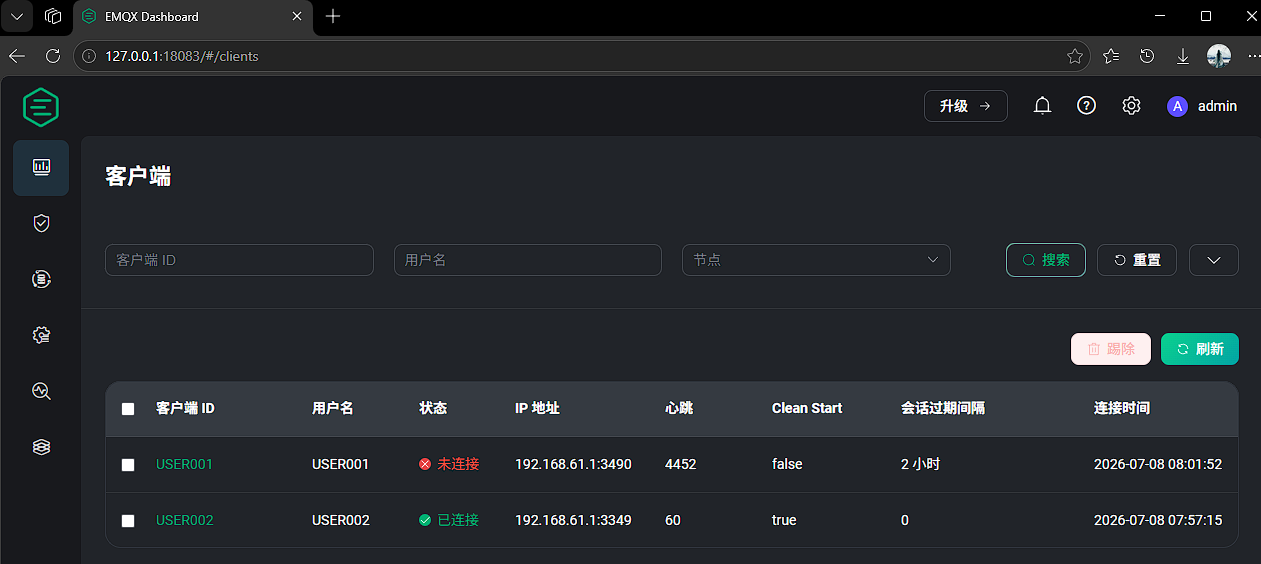 EMQX Dashboard
127.0.0.1:18083/#/clients
升级 →
A admin
客户端
客户端 ID 用户名 节点 搜索 重置
踢除 刷新
客户端 ID 用户名 状态 IP 地址 心跳 Clean Start 会话过期间隔 连接时间
USER001 USER001 未连接 192.168.61.1:3490 4452 false 2 小时 2026-07-08 08:01:52
USER002 USER002 已连接 192.168.61.1:3349 60 true 0 2026-07-08 07:57:15